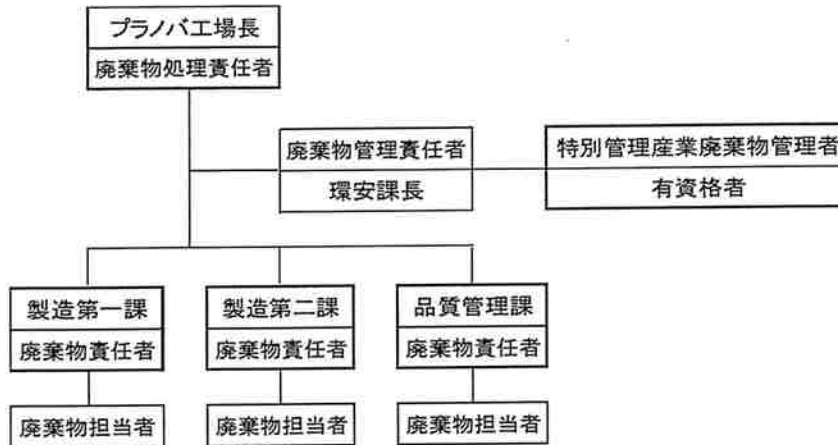 プラノバ工場長
廃棄物処理責任者
廃棄物管理責任者
環安課長
特別管理産業廃棄物管理者
有資格者
製造第一課
廃棄物責任者
廃棄物担当者
製造第二課
廃棄物責任者
廃棄物担当者
品質管理課
廃棄物責任者
廃棄物担当者